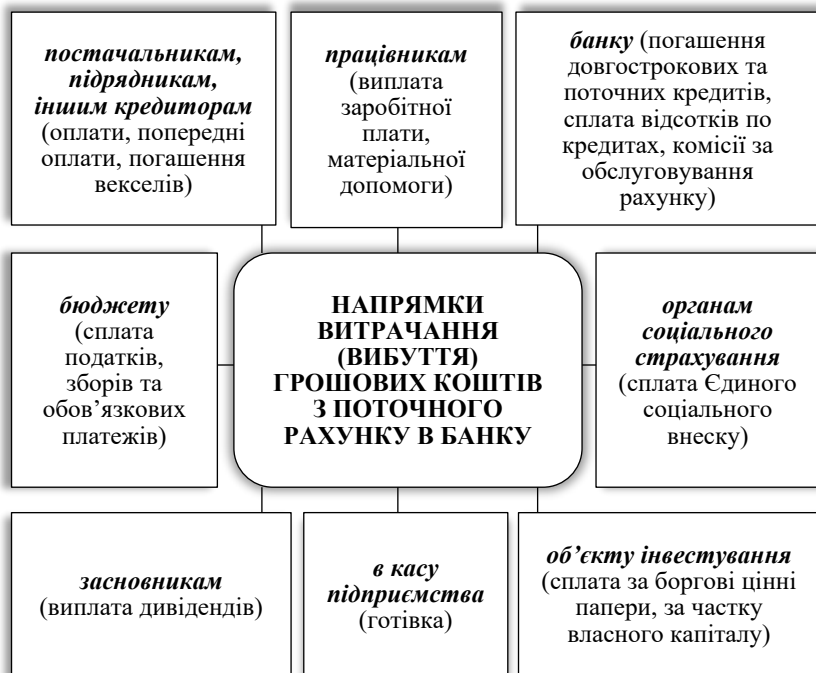 постачальникам,
підрядникам,
іншим кредиторам
(оплати, попередні
оплати, погашення
векселів)
працівникам
(виплата
заробітної
плати,
матеріальної
допомоги)
банку (погашення
довгострокових та
поточних кредитів,
сплата відсотків по
кредитах, комісії за
обслуговування
рахунку)
бюджету
(сплата
податків,
зборів та
обов’язкових
платежів)
НАПРЯМКИ
ВИТРАЧАННЯ
(ВИБУТТЯ)
ГРОШОВИХ КОШТІВ
З ПОТОЧНОГО
РАХУНКУ В БАНКУ
органам
соціального
страхування
(сплата Єдиного
соціального
внеску)
засновникам
(виплата дивідендів)
в касу
підприємства
(готівка)
об’єкту інвестування
(сплата за боргові цінні
папери, за частку
власного капіталу)